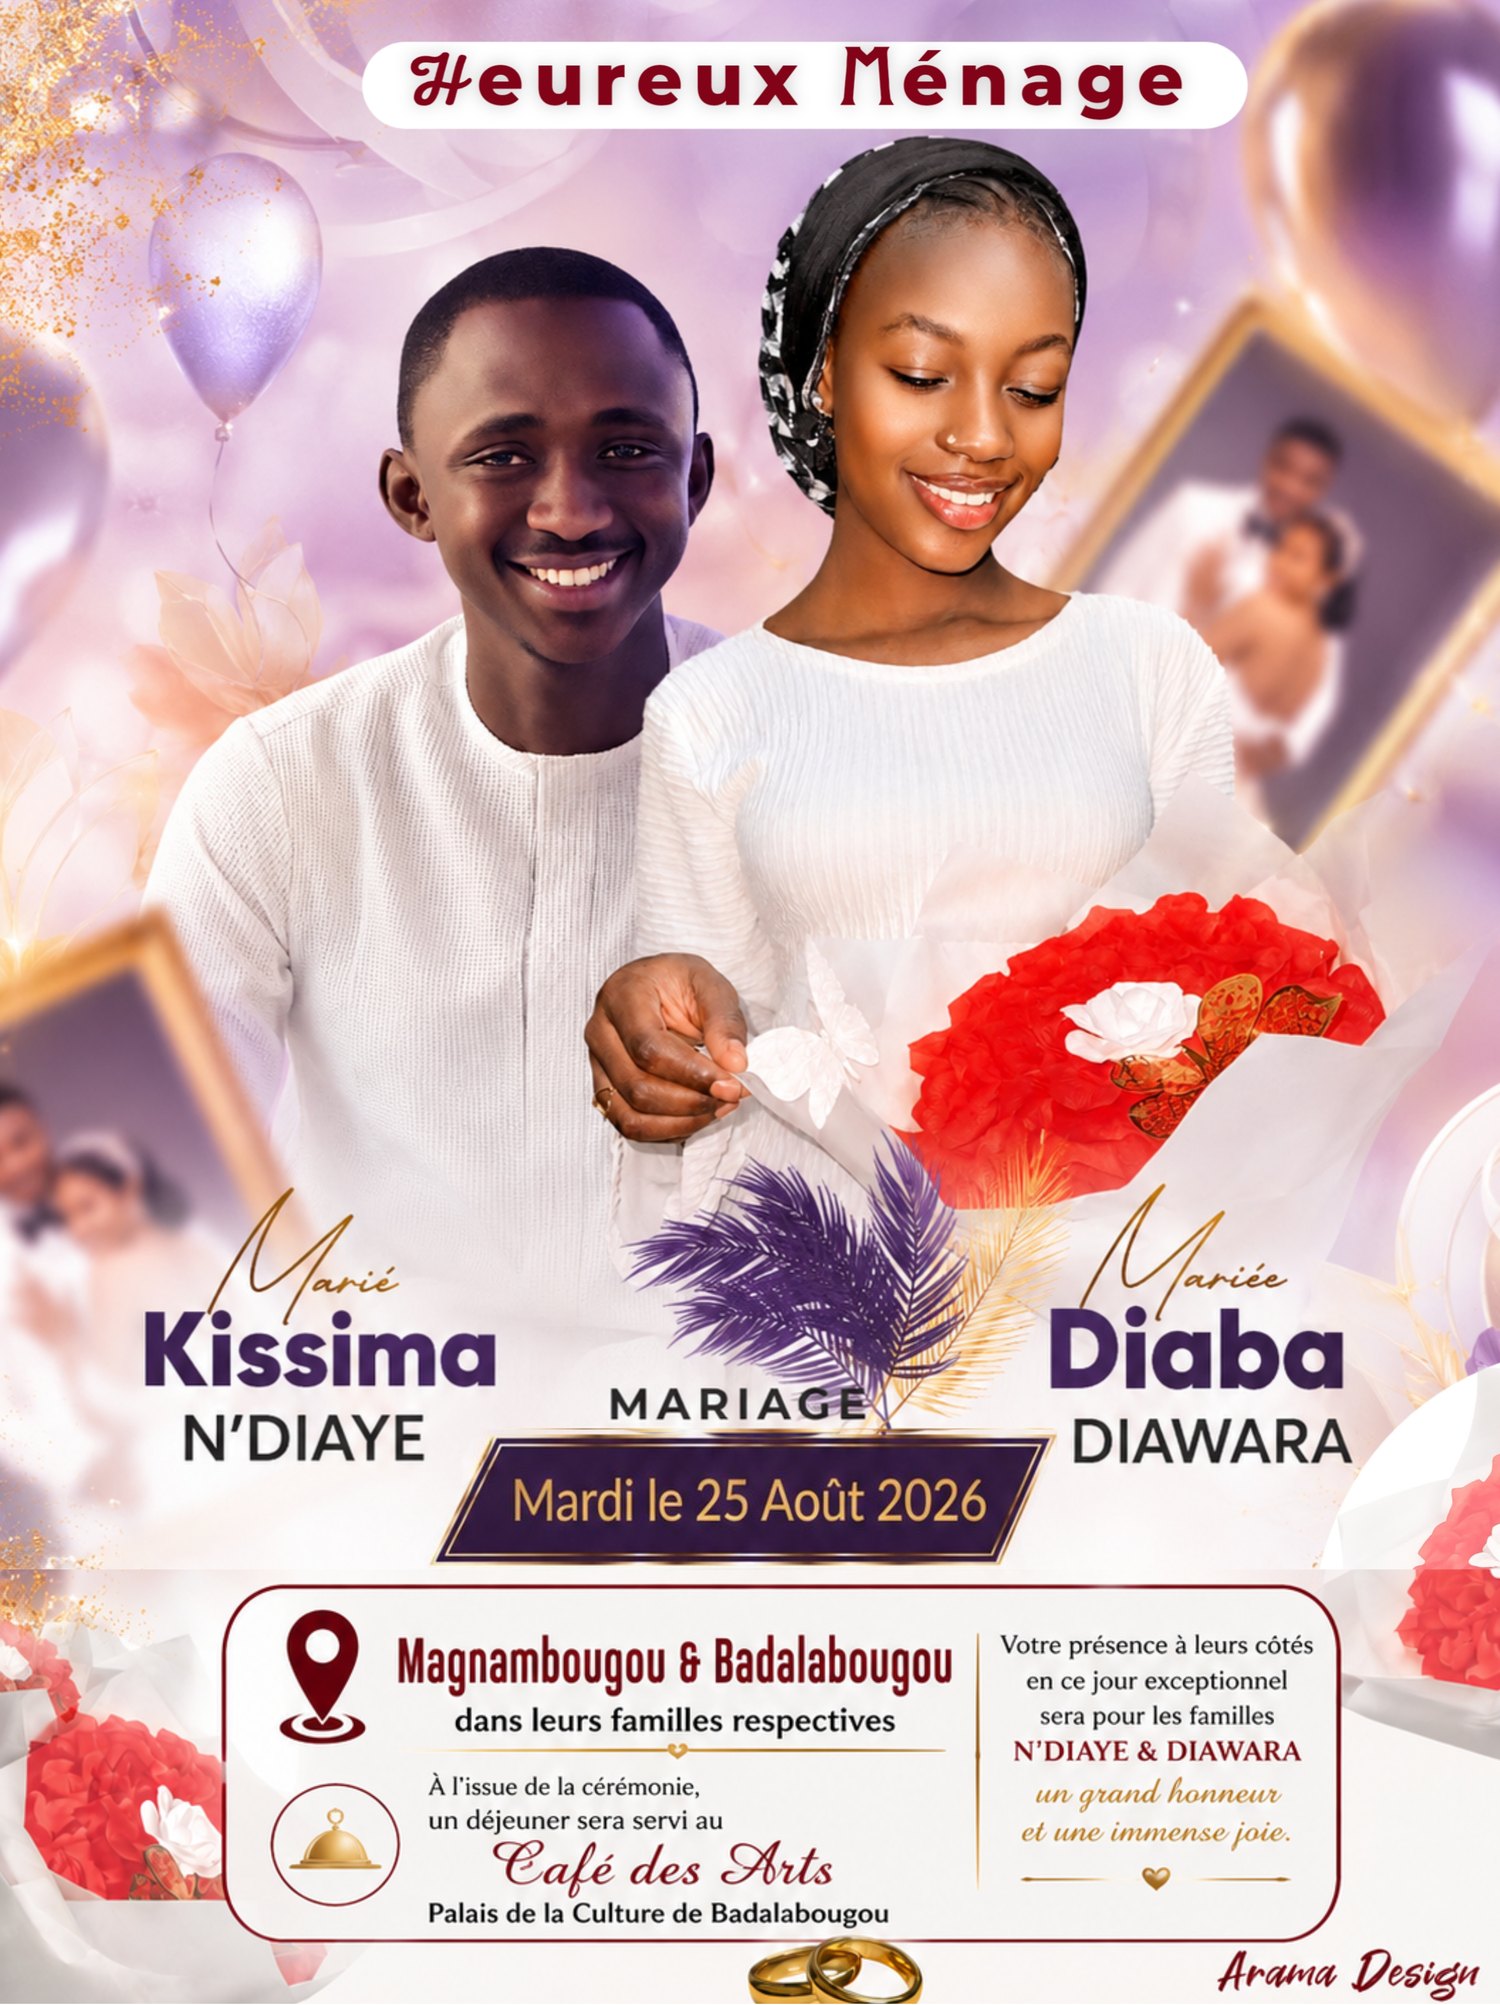 Heureux Ménage
Marié
Kissima
N'DIAYE
Mariée
Diaba
DIAWARA
MARIAGE
Mardi le 25 Août 2026
Magnambougou & Badalabougou
dans leurs familles respectives
À l'issue de la cérémonie,
un déjeuner sera servi au
Café des Arts
Palais de la Culture de Badalabougou
Votre présence à leurs côtés
en ce jour exceptionnel
sera pour les familles
N'DIAYE & DIAWARA
un grand honneur
et une immense joie.
Arama Design